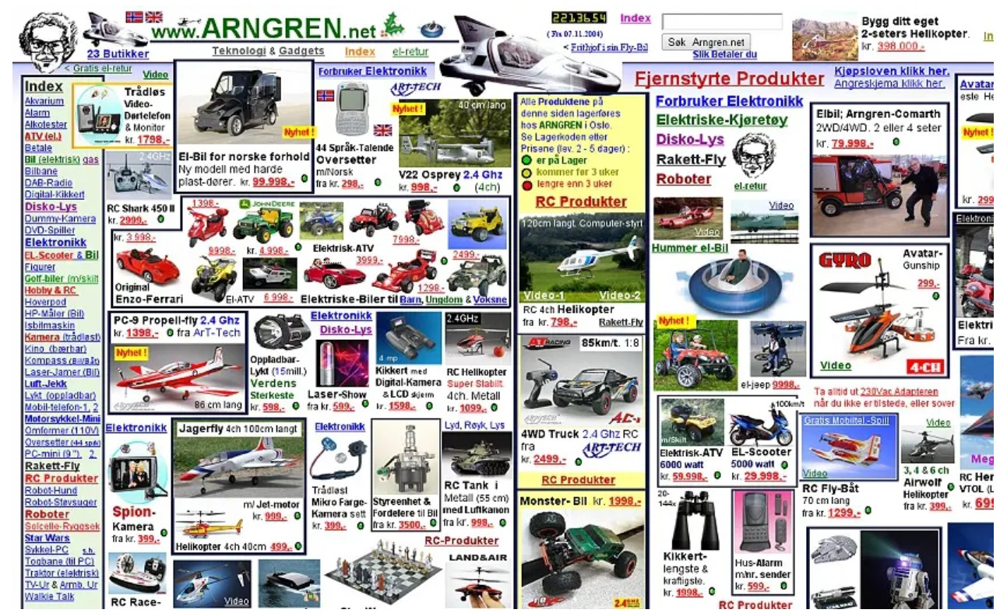 www.ARNGREN.net
23 Butikker
Teknologi & Gadgets
Index
el-retur
2213654
Index
( Fra 07.11.2004)
< Frithjof i sin Fly-Bil
Søk Arngren.net
Slik Betaler du
Bygg ditt eget
2-seters Helikopter.
kr. 398.000.-
< Gratis el-retur
Video
Index
Akvarium
Alarm
Alkotester
ATV (el.)
Betale
Bil (elektrisk) gas
Bilbane
DAB-Radio
Digital-Kikkert
Disko-Lys
Dummy-Kamera
DVD-Spiller
Elektronikk
EL-Scooter & Bil
Figurer
Golf-biler (m/skilt
Hobby & RC
Hoverpod
HP-Måler (Bil)
Isbilmaskin
Kamera (trådløst)
Kino (bærbar)
Kompass (Bil/Båt)
Laser-Jamer (Bil)
Luft-Jekk
Lykt (oppladbar)
Mobil-telefon-1, 2
Motorsykkel-Mini
Omformer (110V)
Oversetter (44 språk)
PC-mini (9 "). 2.
Rakett-Fly
RC Produkter
Robot-Hund
Robot-Støvsuger
Roboter
Solcelle-Ryggsek
Star Wars
Sykkel-PC s.h.
Togbane (til PC)
Traktor (elektrisk)
TV-Ur & Armb. Ur
Walkie Talk
Trådløs
Video-
Dørtelefon
& Monitor
kr. 1798,-
2.4GHz
RC Shark 450 II
kr. 2999,-
Nyhet !
El-Bil for norske forhold
Ny modell med harde
plast-dører. kr. 99.998,-
Forbruker Elektronikk
ART-TECH
44 Språk-Talende
Oversetter
m/Norsk
fra kr. 298,-
Nyhet !
40 cm lang
V22 Osprey 2.4 Ghz
kr. 998,- (4ch)
1398,-
JOHN DEERE
kr. 3 998,-
9998,-
kr. 4 998,-
Elektrisk-ATV
7998,-
3999,-
2499,-
Original
Enzo-Ferrari
El-ATV
6 998,-
1298,-
Elektriske-Biler til Barn, Ungdom & Voksne
PC-9 Propell-fly 2.4 Ghz
kr. 1398,- fra ArT-Tech
Nyhet !
86 cm lang
Oppladbar-
Lykt (15mill.)
Verdens
Sterkeste
kr. 598,-
Elektronikk
Disko-Lys
Laser-Show
fra kr. 599,-
4 mp
Kikkert med
Digital-Kamera
& LCD skjerm
kr. 1598,-
2.4GHz
RC Helikopter
Super Stabilt.
4ch. Metall
kr. 1099,-
Elektronikk
Spion-
Kamera
fra kr. 399,-
RC Race-
Jagerfly 4ch 100cm langt
m/ Jet-motor
kr. 999,-
Helikopter 4ch 40cm 499,-
Video
Elektronikk
Trådløsl
Mikro Farge-
Kamera sett
kr. 399,-
Styreenhet &
Fordelere til Bil
fra kr. 3500,-
Lyd, Røyk, Lys
RC Tank i
Metall (55 cm)
med Luftkanon
fra kr. 998,-
RC-Produkter
LAND&AIR
Alle Produktene på
denne siden lagerføres
hos ARNGREN i Oslo.
Se Lagerkoden etter
Prisene (lev. 2 - 5 dager) :
er på Lager
kommer før 3 uker
lengre enn 3 uker
RC Produkter
120cm langt, Computer-styrt
Video-1 Video-2
RC 4ch Helikopter
fra kr. 798,- Rakett-Fly
AT RACING
85km/t. 1:8
4WD Truck 2.4 Ghz RC
fra
kr. 2499,-
ART-TECH
RC Produkter
Monster- Bil kr. 1998,-
2.4GHZ
Fjernstyrte Produkter
Kjøpsloven klikk her.
Angreskjema klikk her.
Forbruker Elektronikk
Elektriske-Kjøretøy
Disko-Lys
Rakett-Fly
Roboter
el-retur
Video
Video
Hummer el-Bil
Nyhet !
el-jeep 9998,-
Elbil; Arngren-Comarth
2WD/4WD. 2 eller 4 seter
kr. 79.998,-
GYRO
Avatar-
Gunship
299,-
Video
4-CH
Ta alltid ut 230Vac Adapteren
når du ikke er tilstede, eller sover
m/Skilt
Elektrisk-ATV
6000 watt
kr. 59.998,-
100km/t
EL-Scooter
5000 watt
kr. 29.998,-
Gratis Mobiltel.-Spill
Video
RC Fly-Båt
70 cm lang
fra kr. 1299,-
Video
3, 4 & 6 ch
Airwolf
Helikopter
fra kr. 399,-
20-
144x
Kikkert-
lengste &
kraftigste.
kr. 1998,-
Hus-Alarm
m/nr. sender
kr. 599,-
RC Produkter
STAR WARS
Avatar
Nyhet !
kr. 299
Elektroni
Elektri
Fra kr.
Meg
RC Her
VTOL (L
kr. 699